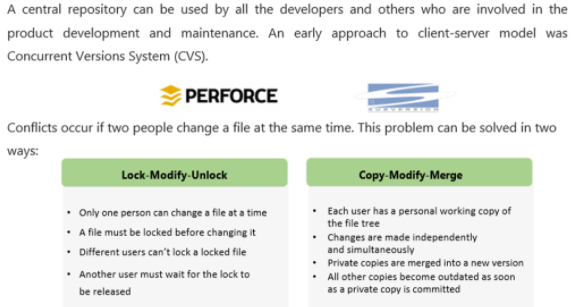 A central repository can be used by all the developers and others who are involved in the
product development and maintenance. An early approach to client-server model was
Concurrent Versions System (CVS).
PERFORCE
SUBVERSION
Conflicts occur if two people change a file at the same time. This problem can be solved in two
ways:
Lock-Modify-Unlock
• Only one person can change a file at a time
• A file must be locked before changing it
• Different users can't lock a locked file
• Another user must wait for the lock to
be released
Copy-Modify-Merge
• Each user has a personal working copy of
the file tree
• Changes are made independently
and simultaneously
• Private copies are merged into a new version
• All other copies become outdated as soon
as a private copy is committed